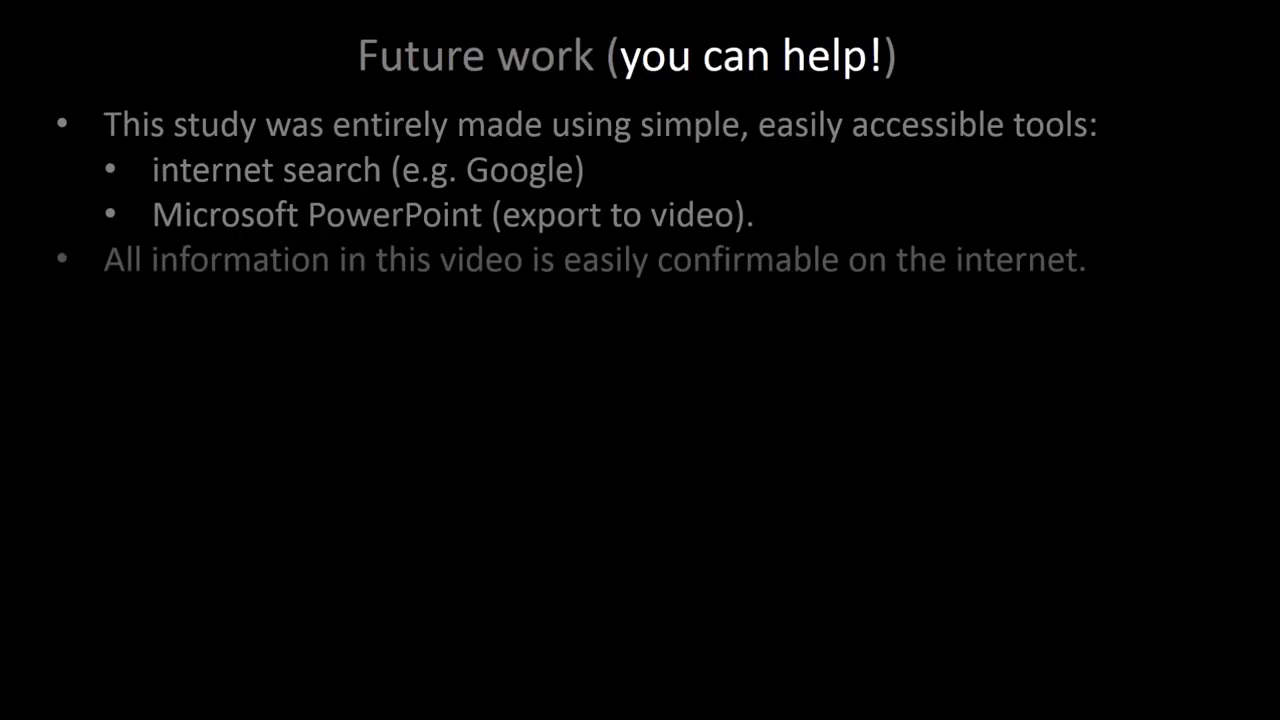 Future work (you can help!)
• This study was entirely made using simple, easily accessible tools:
• internet search (e.g. Google)
• Microsoft PowerPoint (export to video).
• All information in this video is easily confirmable on the internet.